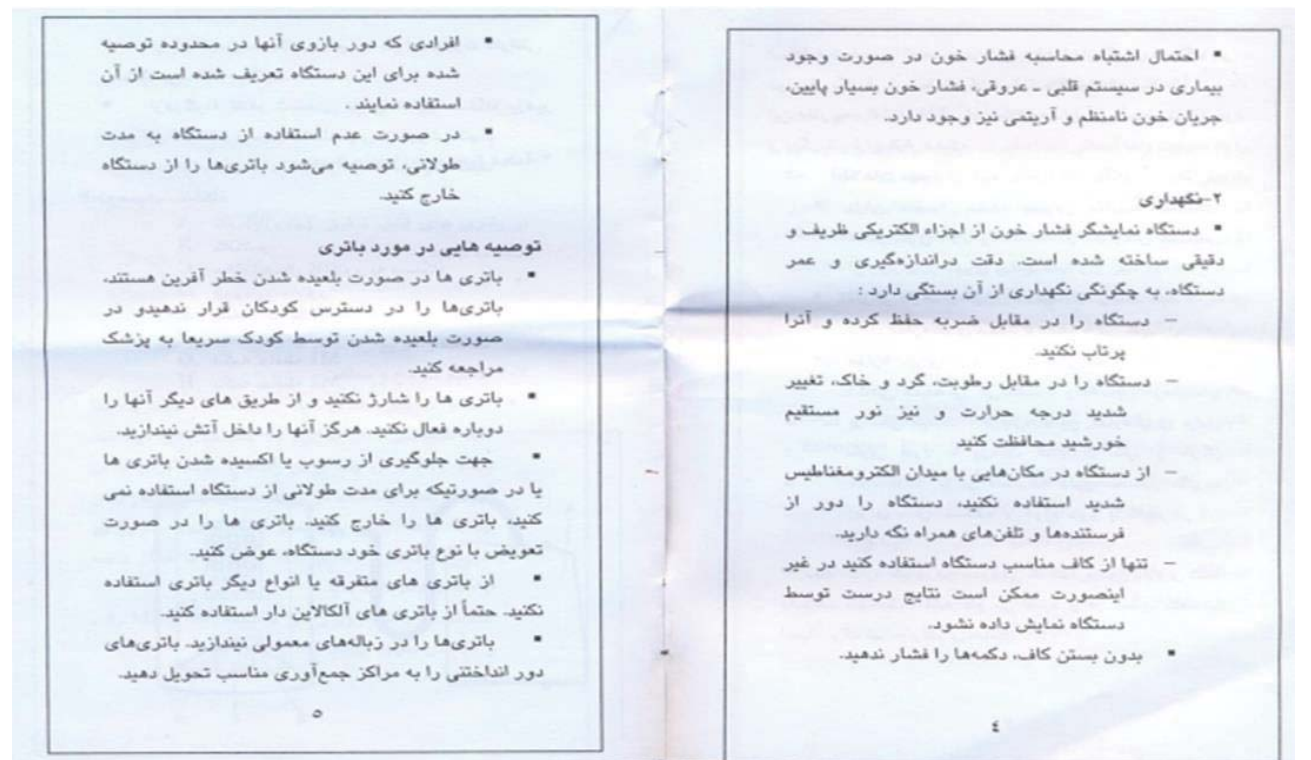 ▪ احتمال اشتباه محاسبه فشار خون در صورت وجود
بیماری در سیستم قلبی ـ عروقی، فشار خون بسیار پایین،
جریان خون نامنظم و آریتمی نیز وجود دارد.
۲-نگهداری
▪ دستگاه نمایشگر فشار خون از اجزاء الکتریکی ظریف و
دقیقی ساخته شده است. دقت دراندازه‌گیری و عمر
دستگاه، به چگونگی نگهداری از آن بستگی دارد :
– دستگاه را در مقابل ضربه حفظ کرده و آنرا
پرتاب نکنید.
– دستگاه را در مقابل رطوبت، گرد و خاک، تغییر
شدید درجه حرارت و نیز نور مستقیم
خورشید محافظت کنید
– از دستگاه در مکان‌هایی با میدان الکترومغناطیس
شدید استفاده نکنید. دستگاه را دور از
فرستنده‌ها و تلفن‌های همراه نگه دارید.
– تنها از کاف مناسب دستگاه استفاده کنید در غیر
اینصورت ممکن است نتایج درست توسط
دستگاه نمایش داده نشود.
▪ بدون بستن کاف، دکمه‌ها را فشار ندهید.
٤
▪ افرادی که دور بازوی آنها در محدوده توصیه
شده برای این دستگاه تعریف شده است از آن
استفاده نمایند .
▪ در صورت عدم استفاده از دستگاه به مدت
طولانی، توصیه می‌شود باتری‌ها را از دستگاه
خارج کنید.
توصیه هایی در مورد باتری
▪ باتری ها در صورت بلعیده شدن خطر آفرین هستند.
باتری‌ها را در دسترس کودکان قرار ندهیدو در
صورت بلعیده شدن توسط کودک سریعا به پزشک
مراجعه کنید.
▪ باتری ها را شارژ نکنید و از طریق های دیگر آنها را
دوباره فعال نکنید. هرگز آنها را داخل آتش نیندازید.
▪ جهت جلوگیری از رسوب یا اکسیده شدن باتری ها
یا در صورتیکه برای مدت طولانی از دستگاه استفاده نمی
کنید، باتری ها را خارج کنید. باتری ها را در صورت
تعویض با نوع باتری خود دستگاه، عوض کنید.
▪ از باتری های متفرقه یا انواع دیگر باتری استفاده
نکنید. حتماً از باتری های آلکالاین دار استفاده کنید.
▪ باتری‌ها را در زباله‌های معمولی نیندازید. باتری‌های
دور انداختنی را به مراکز جمع‌آوری مناسب تحویل دهید.
٥